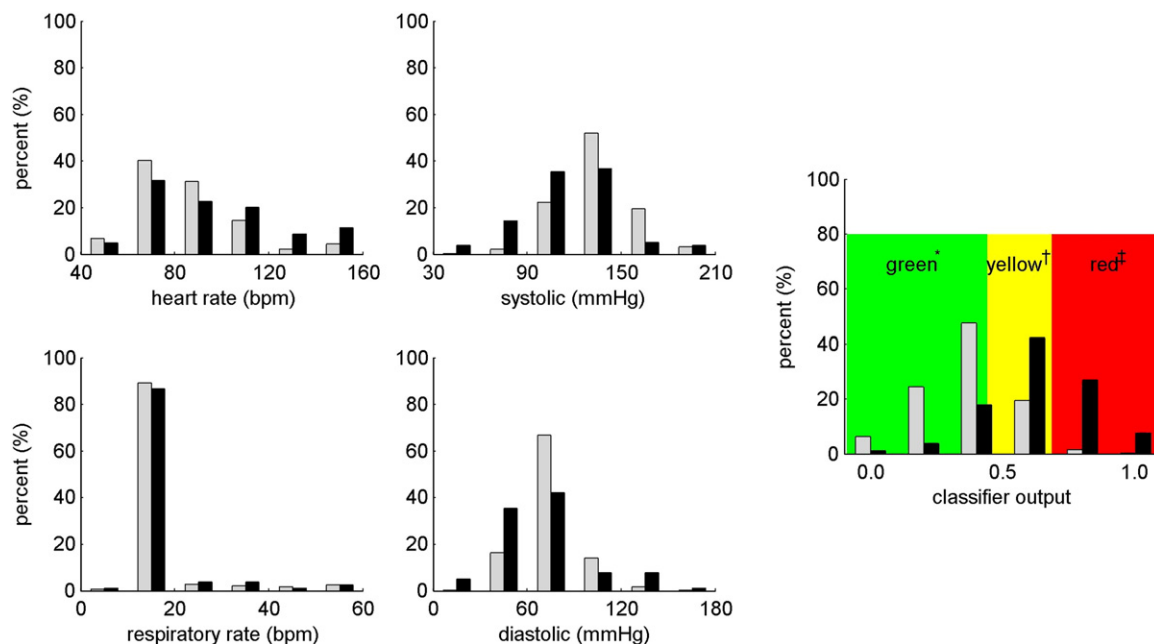 100
80
60
40
20
0
percent (%)
40 80 120 160
heart rate (bpm)
100
80
60
40
20
0
30 90 150 210
systolic (mmHg)
100
80
60
40
20
0
percent (%)
0 20 40 60
respiratory rate (bpm)
100
80
60
40
20
0
0 60 120 180
diastolic (mmHg)
100
80
60
40
20
0
percent (%)
green* yellow† red‡
0.0 0.5 1.0
classifier output